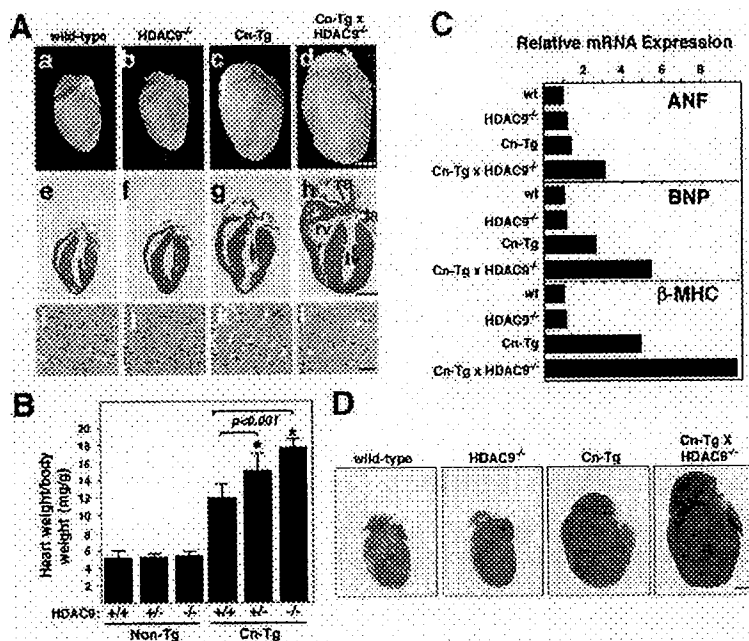 A
wild-type
HDAC9-/-
Cn-Tg
Cn-Tg x
HDAC9-/-
a
b
c
d
e
f
g
h
B
Heart weight/body
weight (mg/g)
20
18
16
14
12
10
8
6
4
2
p<0.001
*
*
HDAC9:
+/+
+/-
-/-
+/+
+/-
-/-
Non-Tg
Cn-Tg
C
Relative mRNA Expression
2
4
6
8
wt
HDAC9-/-
Cn-Tg
Cn-Tg x HDAC9-/-
ANF
wt
HDAC9-/-
Cn-Tg
Cn-Tg x HDAC9-/-
BNP
wt
HDAC9-/-
Cn-Tg
Cn-Tg x HDAC9-/-
β-MHC
D
wild-type
HDAC9-/-
Cn-Tg
Cn-Tg X
HDAC9-/-